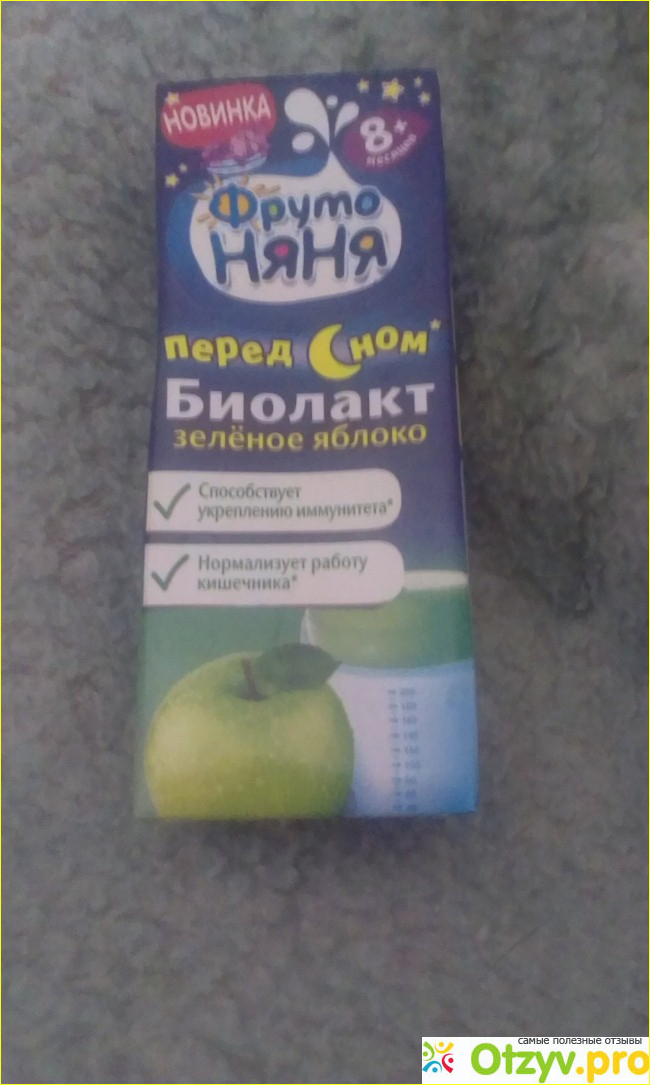 НОВИНКА
8+
месяцев
Фруто
НЯНЯ
перед Сном*
Биолакт
зелёное яблоко
Способствует
укреплению иммунитета*
Нормализует работу
кишечника*
самые полезные отзывы
Otzyv.pro